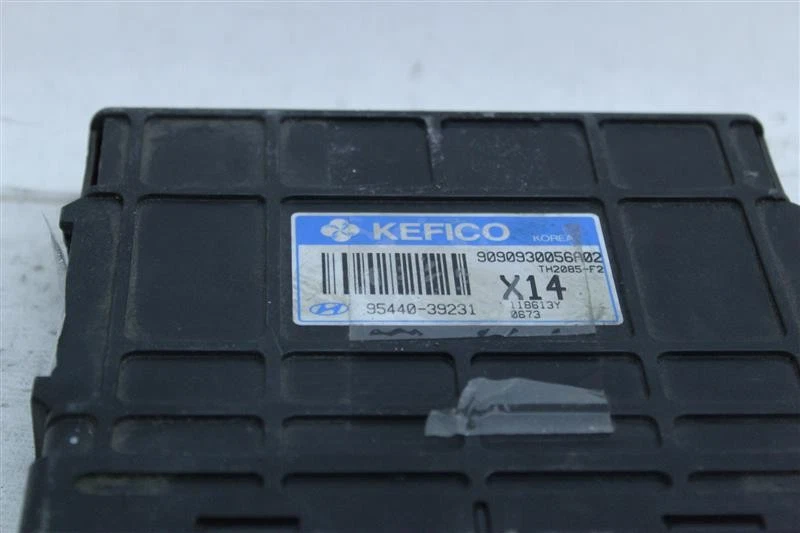 KEFICO KOREA
9090930056A02
TH2085-F2
X14
118613Y
95440-39231
0673